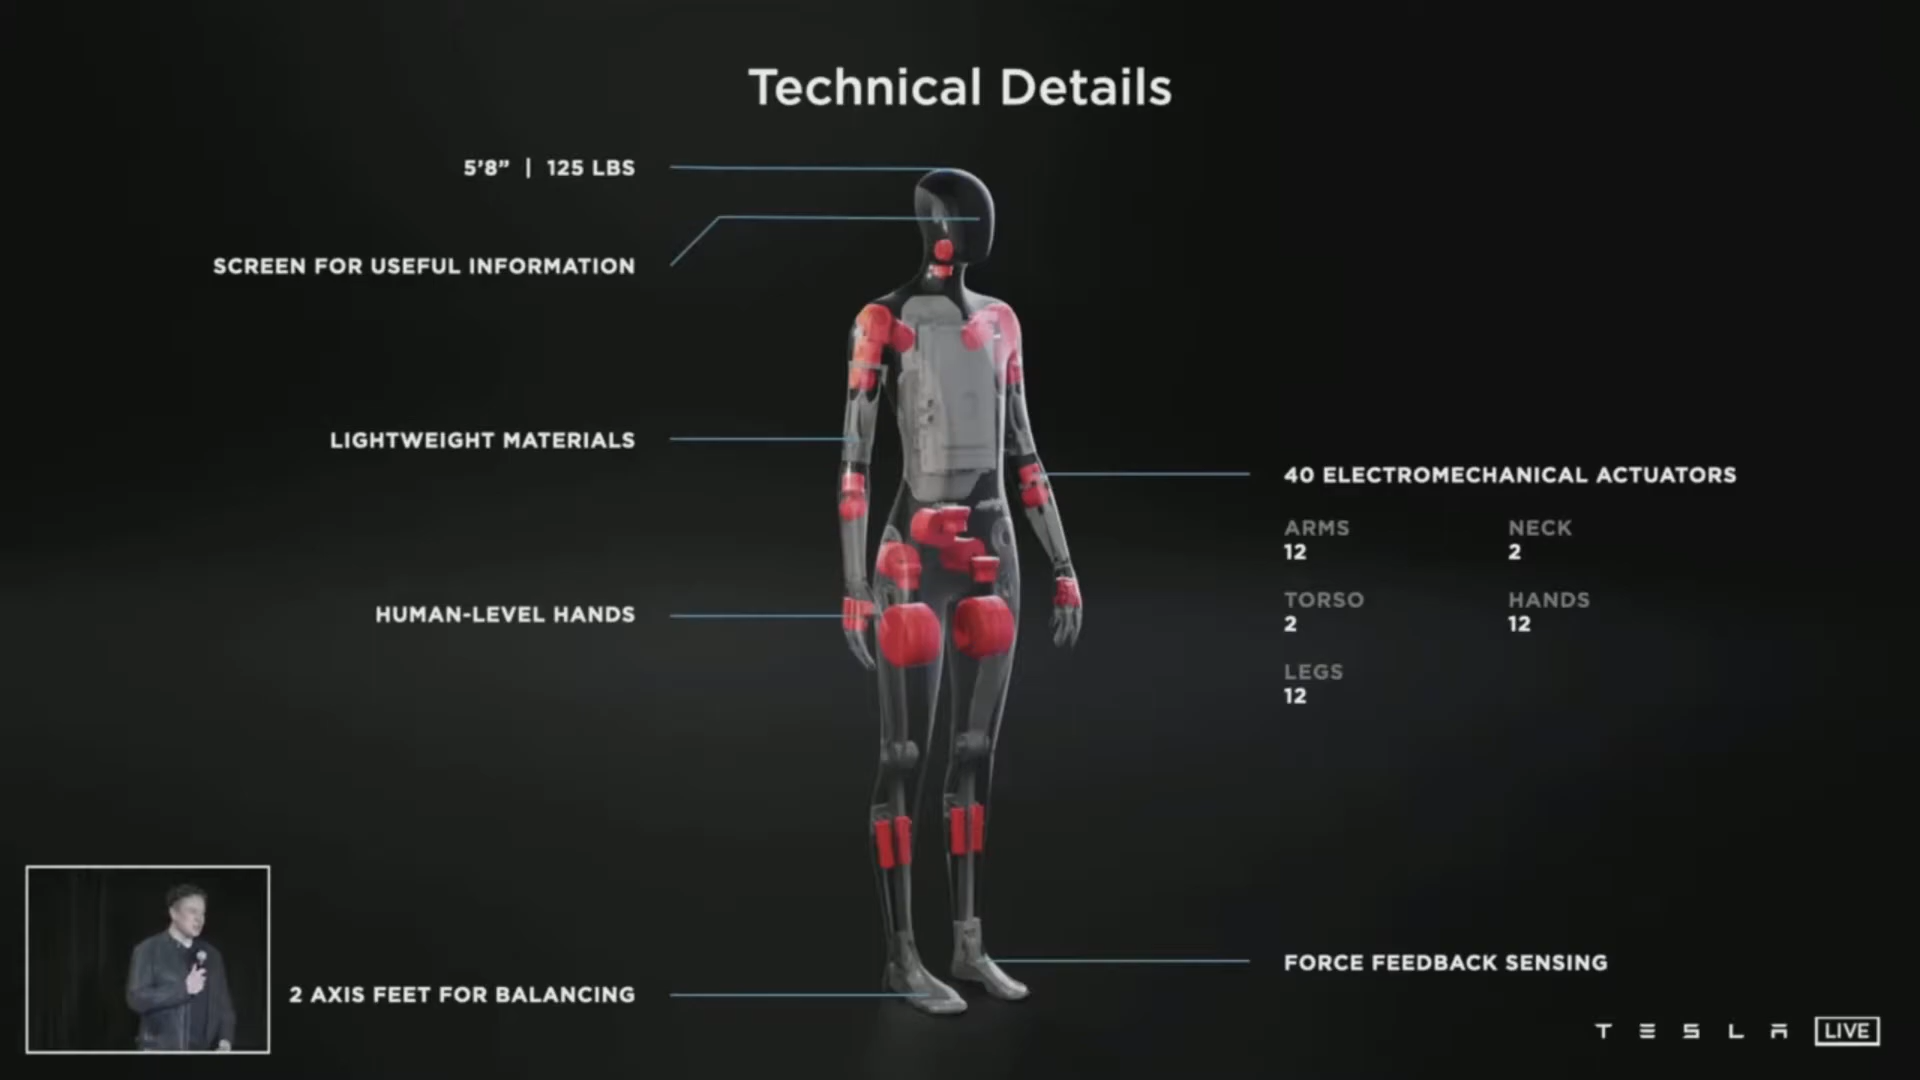 Technical Details
5’8” | 125 LBS
SCREEN FOR USEFUL INFORMATION
LIGHTWEIGHT MATERIALS
HUMAN-LEVEL HANDS
2 AXIS FEET FOR BALANCING
40 ELECTROMECHANICAL ACTUATORS
ARMS NECK
12 2
TORSO HANDS
2 12
LEGS
12
FORCE FEEDBACK SENSING
TESLA LIVE